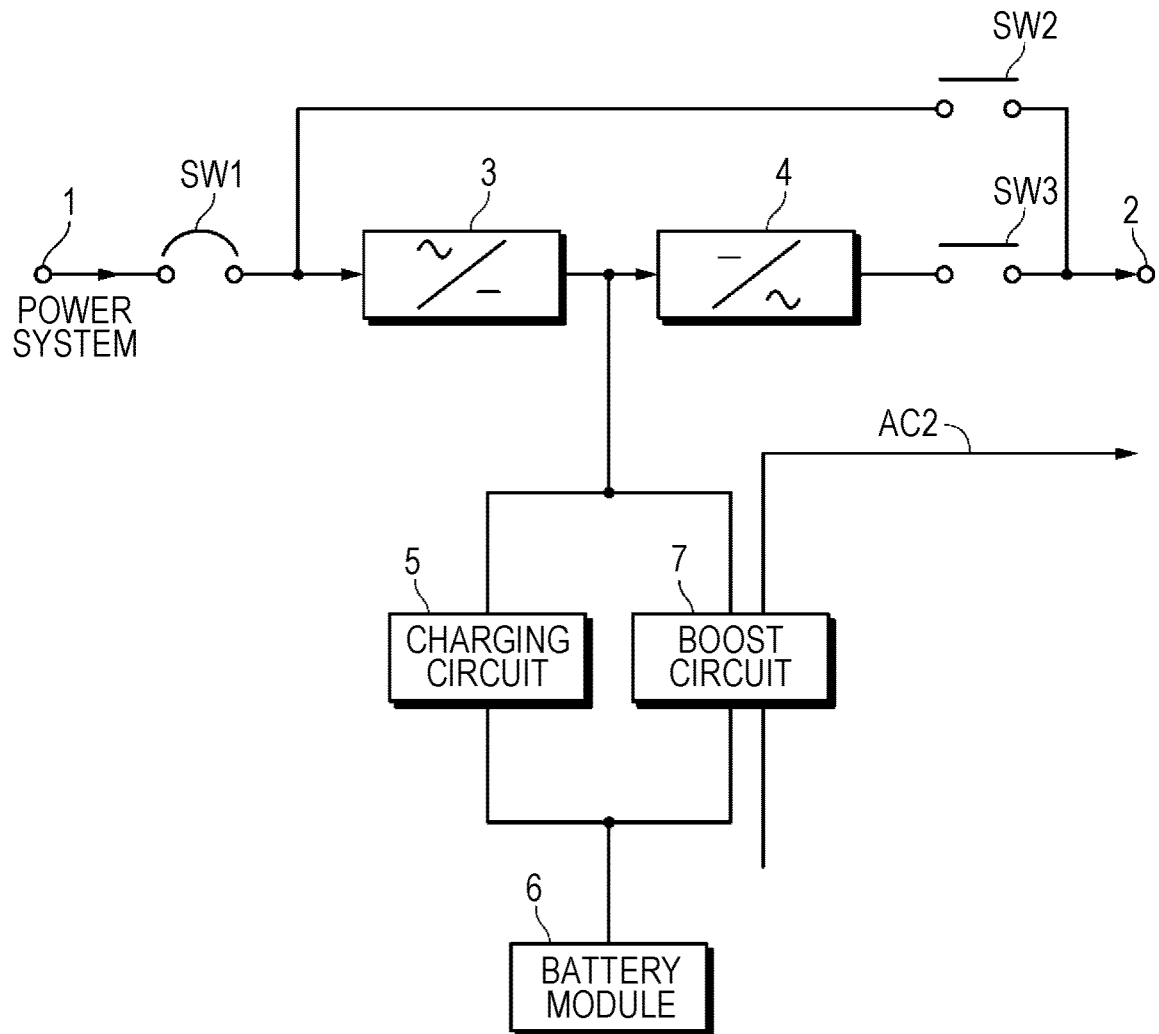 SW2
SW1
3
4
SW3
1
2
POWER
SYSTEM
AC2
5
7
CHARGING
CIRCUIT
BOOST
CIRCUIT
6
BATTERY
MODULE